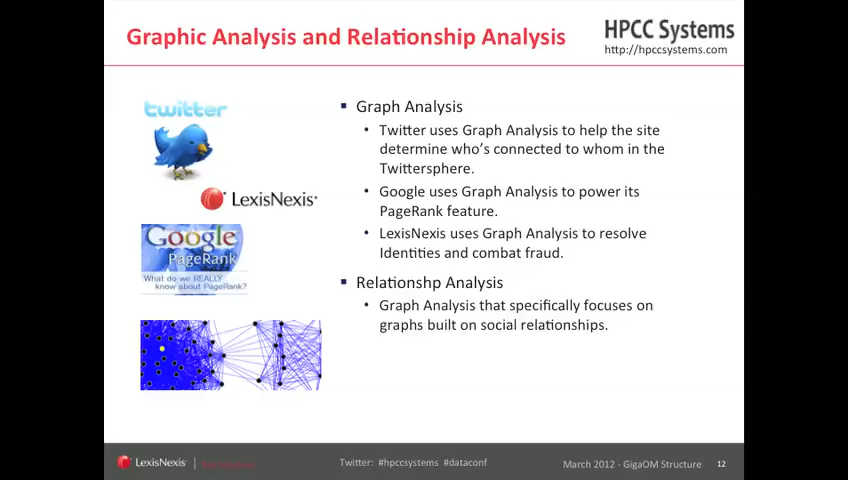 Graphic Analysis and Relationship Analysis
HPCC Systems
http://hpccsystems.com
twitter
LexisNexis
Google
PageRank
What do we REALLY
know about PageRank?
▪ Graph Analysis
• Twitter uses Graph Analysis to help the site
determine who's connected to whom in the
Twittersphere.
• Google uses Graph Analysis to power its
PageRank feature.
• LexisNexis uses Graph Analysis to resolve
Identities and combat fraud.
▪ Relationshp Analysis
• Graph Analysis that specifically focuses on
graphs built on social relationships.
LexisNexis
Twitter: #hpccsystems #dataconf
March 2012 - GigaOM Structure
12